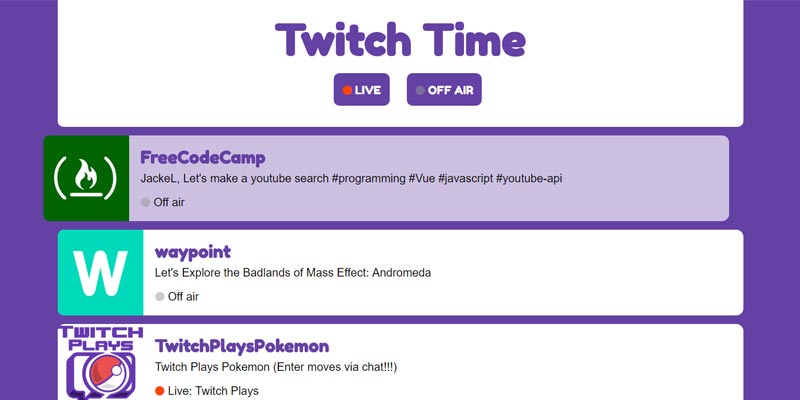 Twitch Time
LIVE
OFF AIR
FreeCodeCamp
JackeL, Let's make a youtube search #programming #Vue #javascript #youtube-api
Off air
W
waypoint
Let's Explore the Badlands of Mass Effect: Andromeda
Off air
TWITCH
PLAYS
TwitchPlaysPokemon
Twitch Plays Pokemon (Enter moves via chat!!!)
Live: Twitch Plays